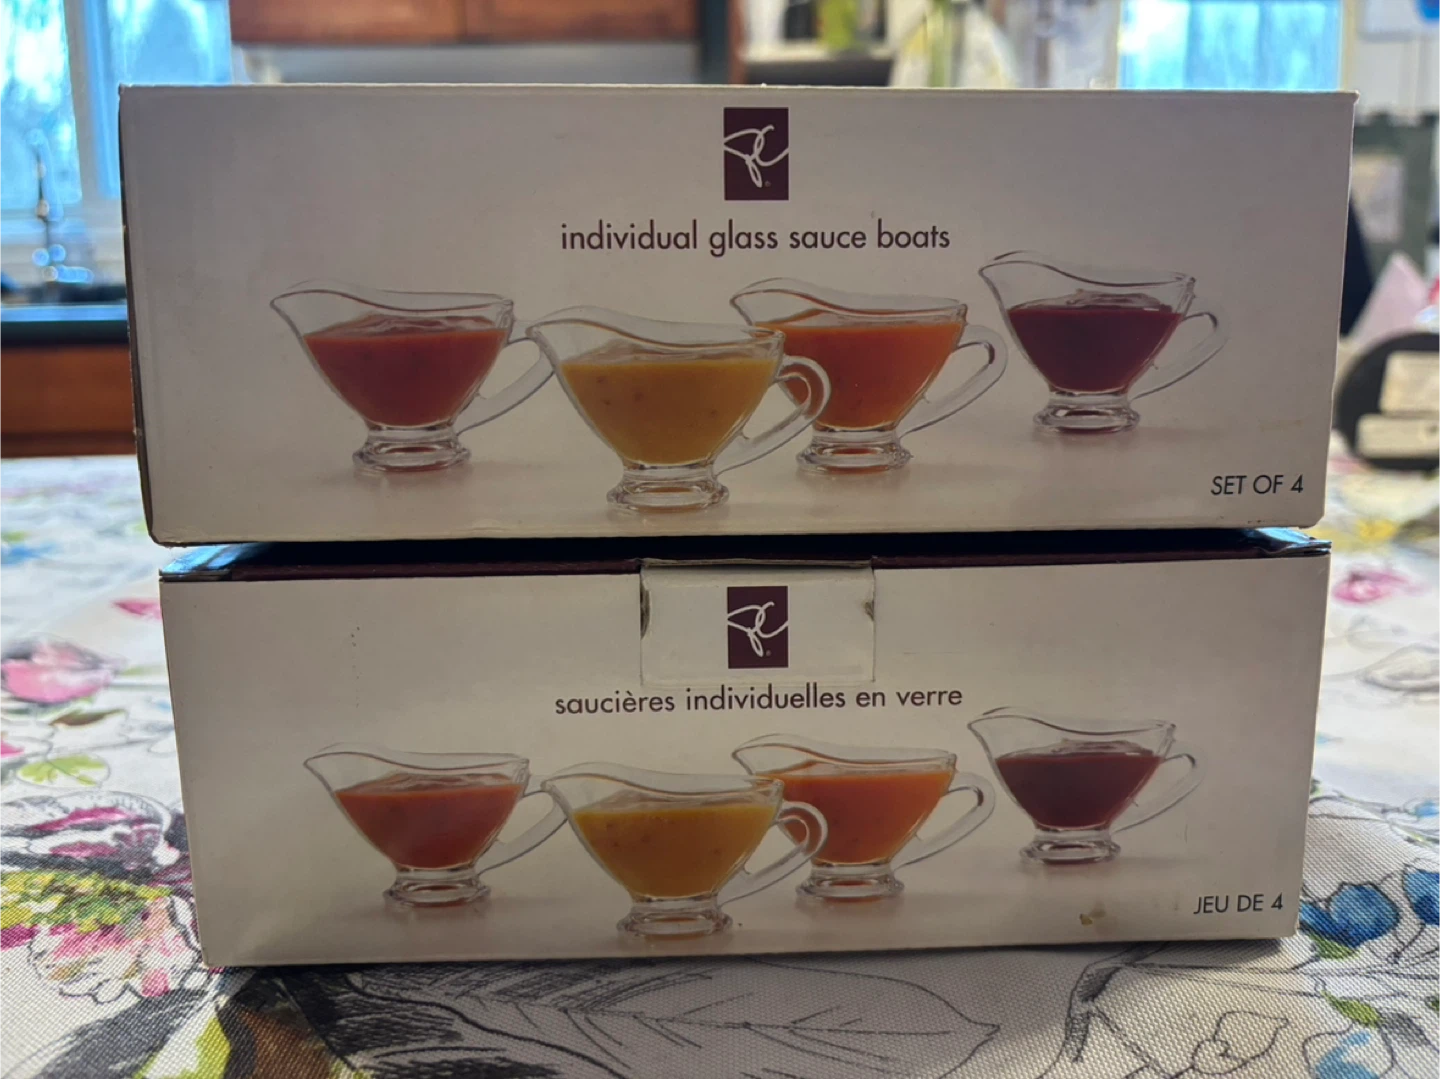 individual glass sauce boats
SET OF 4
saucières individuelles en verre
JEU DE 4